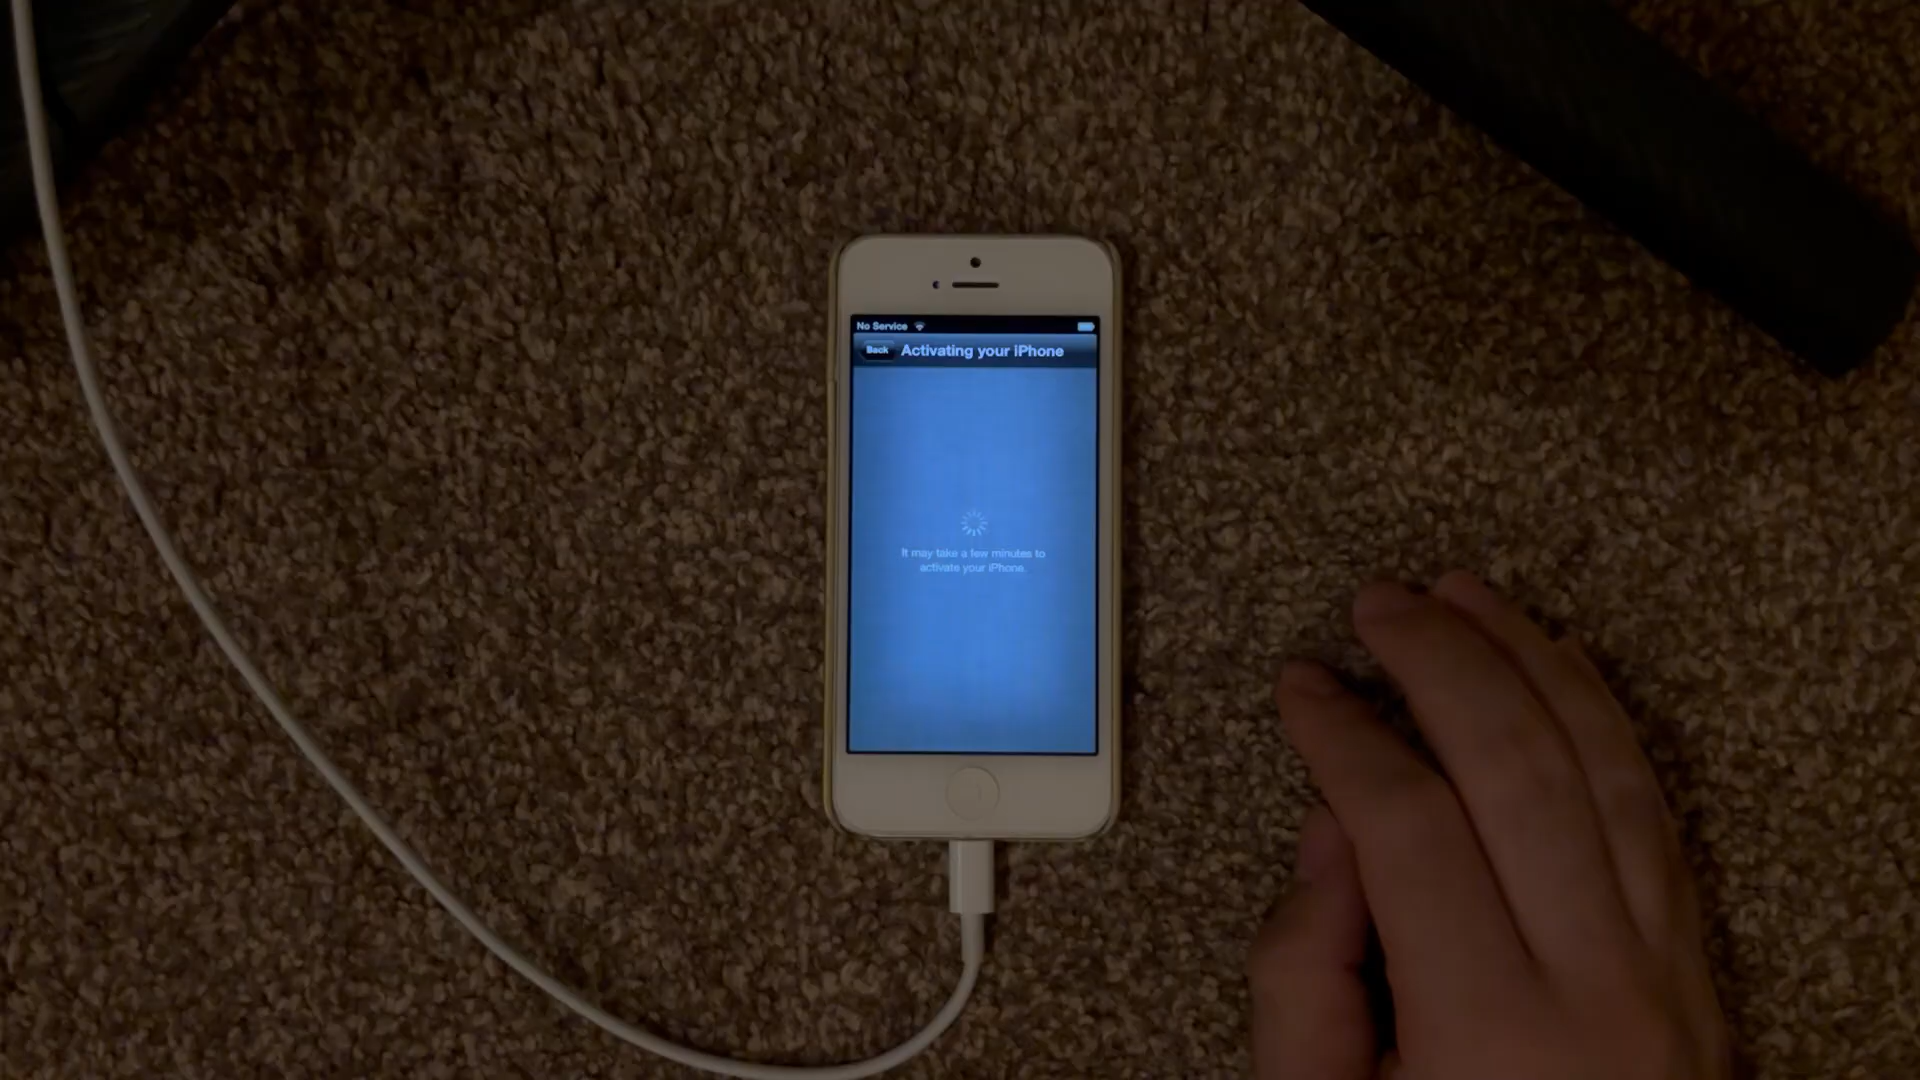 No Service
Back Activating your iPhone
It may take a few minutes to
activate your iPhone.